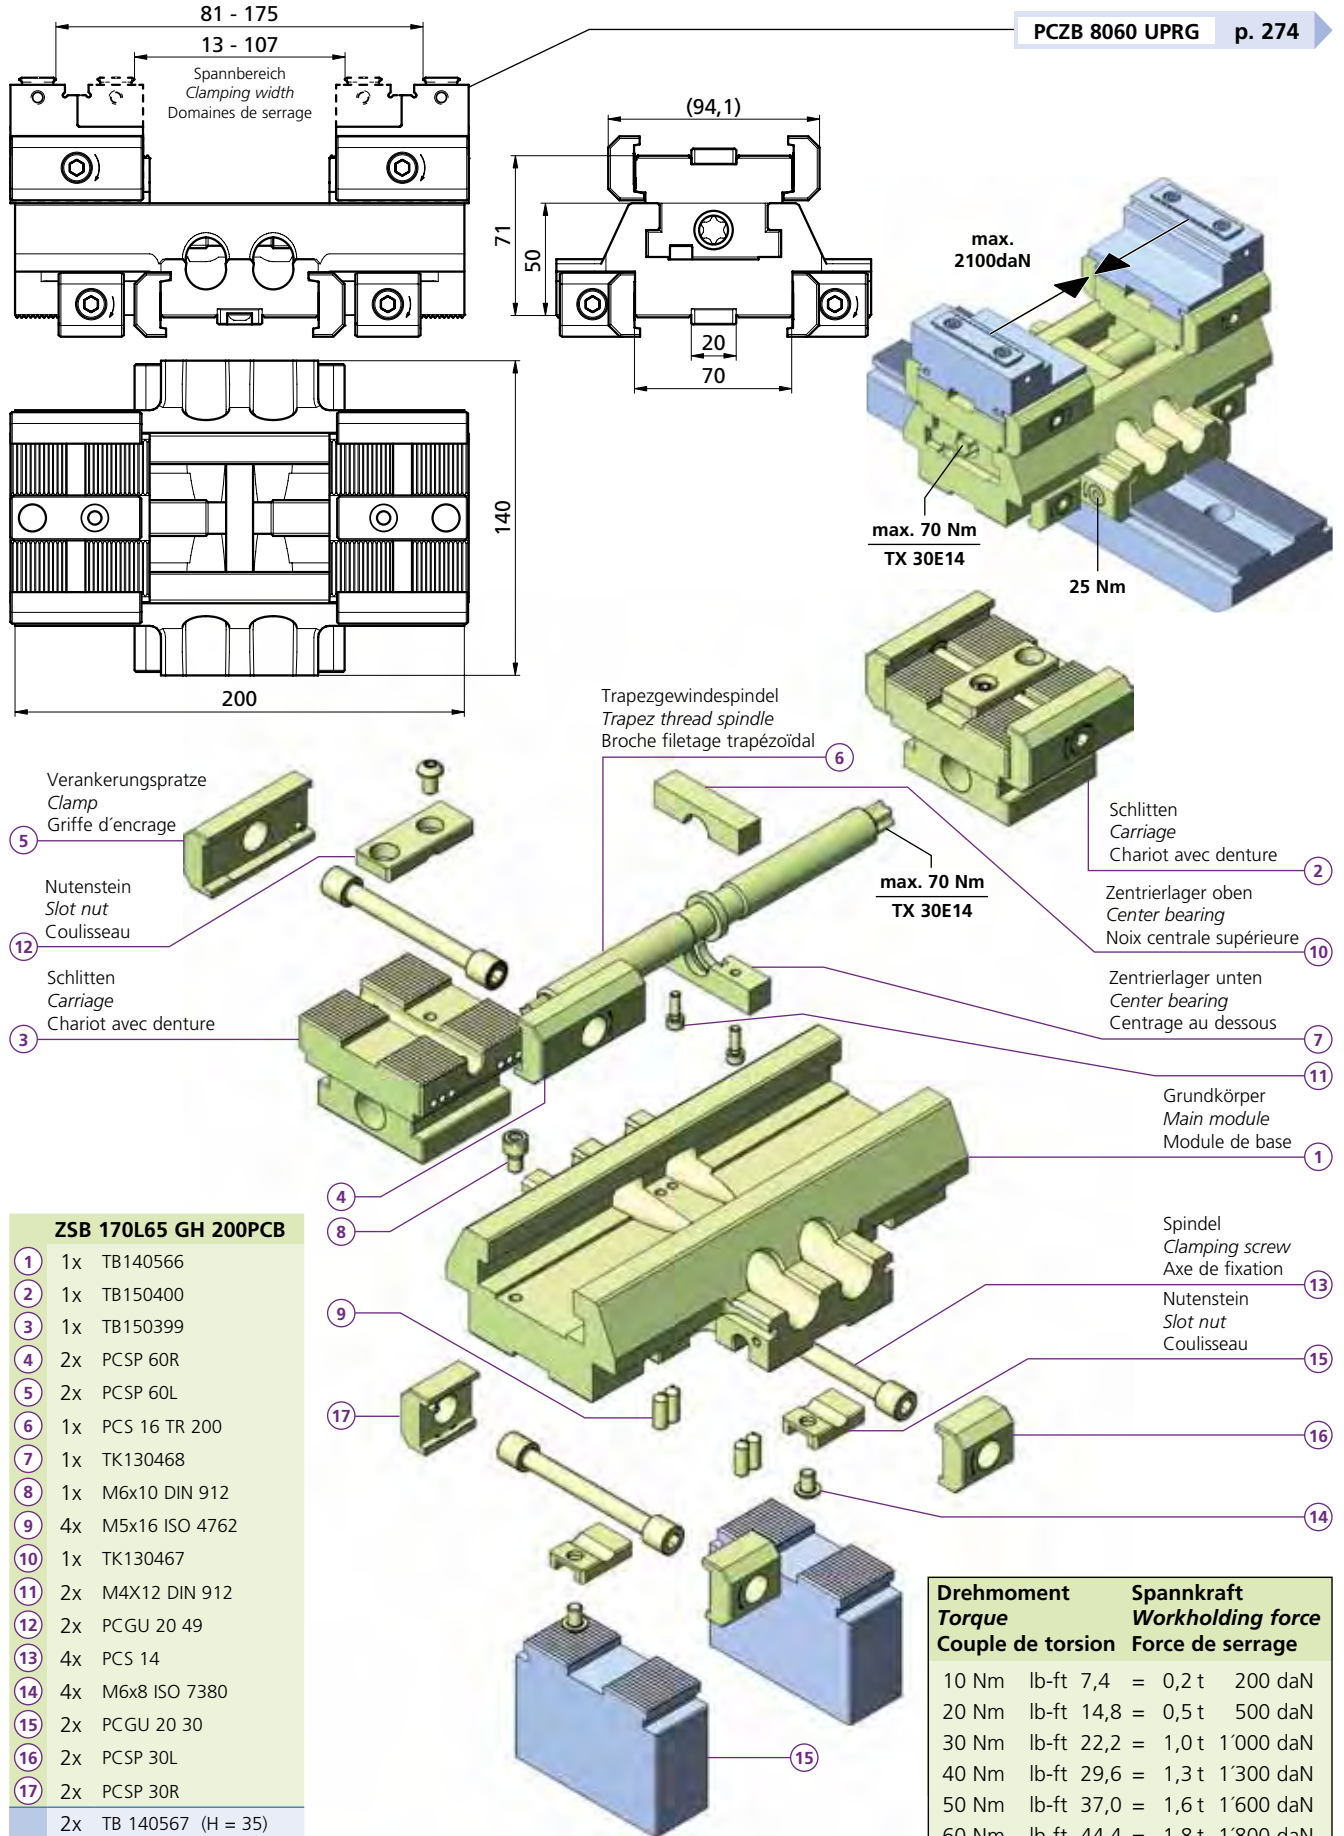 81 - 175
13 - 107
Spannbereich
Clamping width
Domaines de serrage
PCZB 8060 UPRG p. 274
(94,1)
71
50
20
70
max.
2100daN
max. 70 Nm
TX 30E14
25 Nm
140
200
Trapezgewindespindel
Trapez thread spindle
Broche filetage trapézoïdal
6
Verankerungspratze
Clamp
Griffe d´encrage
5
Nutenstein
Slot nut
Coulisseau
12
Schlitten
Carriage
Chariot avec denture
3
max. 70 Nm
TX 30E14
Schlitten
Carriage
Chariot avec denture
2
Zentrierlager oben
Center bearing
Noix centrale supérieure
10
Zentrierlager unten
Center bearing
Centrage au dessous
7
11
Grundkörper
Main module
Module de base
1
4
8
9
17
Spindel
Clamping screw
Axe de fixation
13
Nutenstein
Slot nut
Coulisseau
15
16
14
15
ZSB 170L65 GH 200PCB
1 1x TB140566
2 1x TB150400
3 1x TB150399
4 2x PCSP 60R
5 2x PCSP 60L
6 1x PCS 16 TR 200
7 1x TK130468
8 1x M6x10 DIN 912
9 4x M5x16 ISO 4762
10 1x TK130467
11 2x M4X12 DIN 912
12 2x PCGU 20 49
13 4x PCS 14
14 4x M6x8 ISO 7380
15 2x PCGU 20 30
16 2x PCSP 30L
17 2x PCSP 30R
2x TB 140567 (H = 35)
Drehmoment Spannkraft
Torque Workholding force
Couple de torsion Force de serrage
10 Nm lb-ft 7,4 = 0,2 t 200 daN
20 Nm lb-ft 14,8 = 0,5 t 500 daN
30 Nm lb-ft 22,2 = 1,0 t 1´000 daN
40 Nm lb-ft 29,6 = 1,3 t 1´300 daN
50 Nm lb-ft 37,0 = 1,6 t 1´600 daN
60 Nm lb-ft 44,4 = 1,8 t 1´800 daN